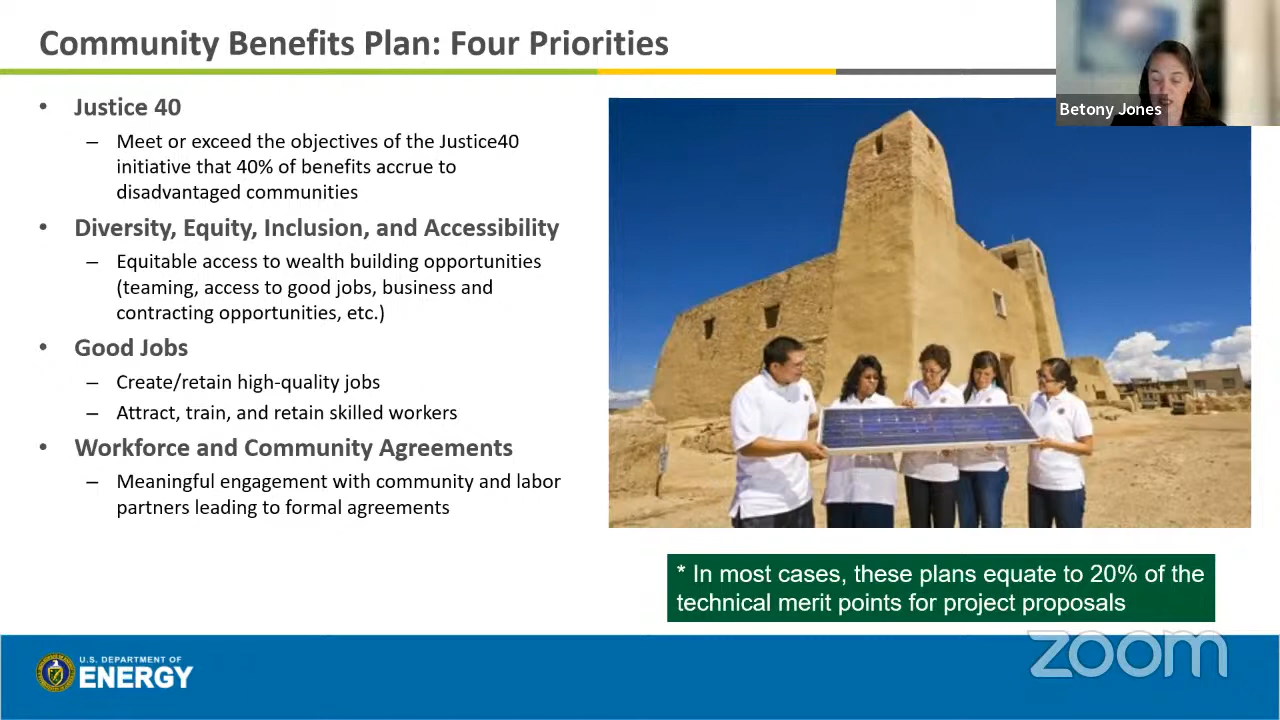 Community Benefits Plan: Four Priorities
Betony Jones
• Justice 40
– Meet or exceed the objectives of the Justice40
initiative that 40% of benefits accrue to
disadvantaged communities
• Diversity, Equity, Inclusion, and Accessibility
– Equitable access to wealth building opportunities
(teaming, access to good jobs, business and
contracting opportunities, etc.)
• Good Jobs
– Create/retain high-quality jobs
– Attract, train, and retain skilled workers
• Workforce and Community Agreements
– Meaningful engagement with community and labor
partners leading to formal agreements
* In most cases, these plans equate to 20% of the
technical merit points for project proposals
U.S. DEPARTMENT OF
ENERGY
zoom